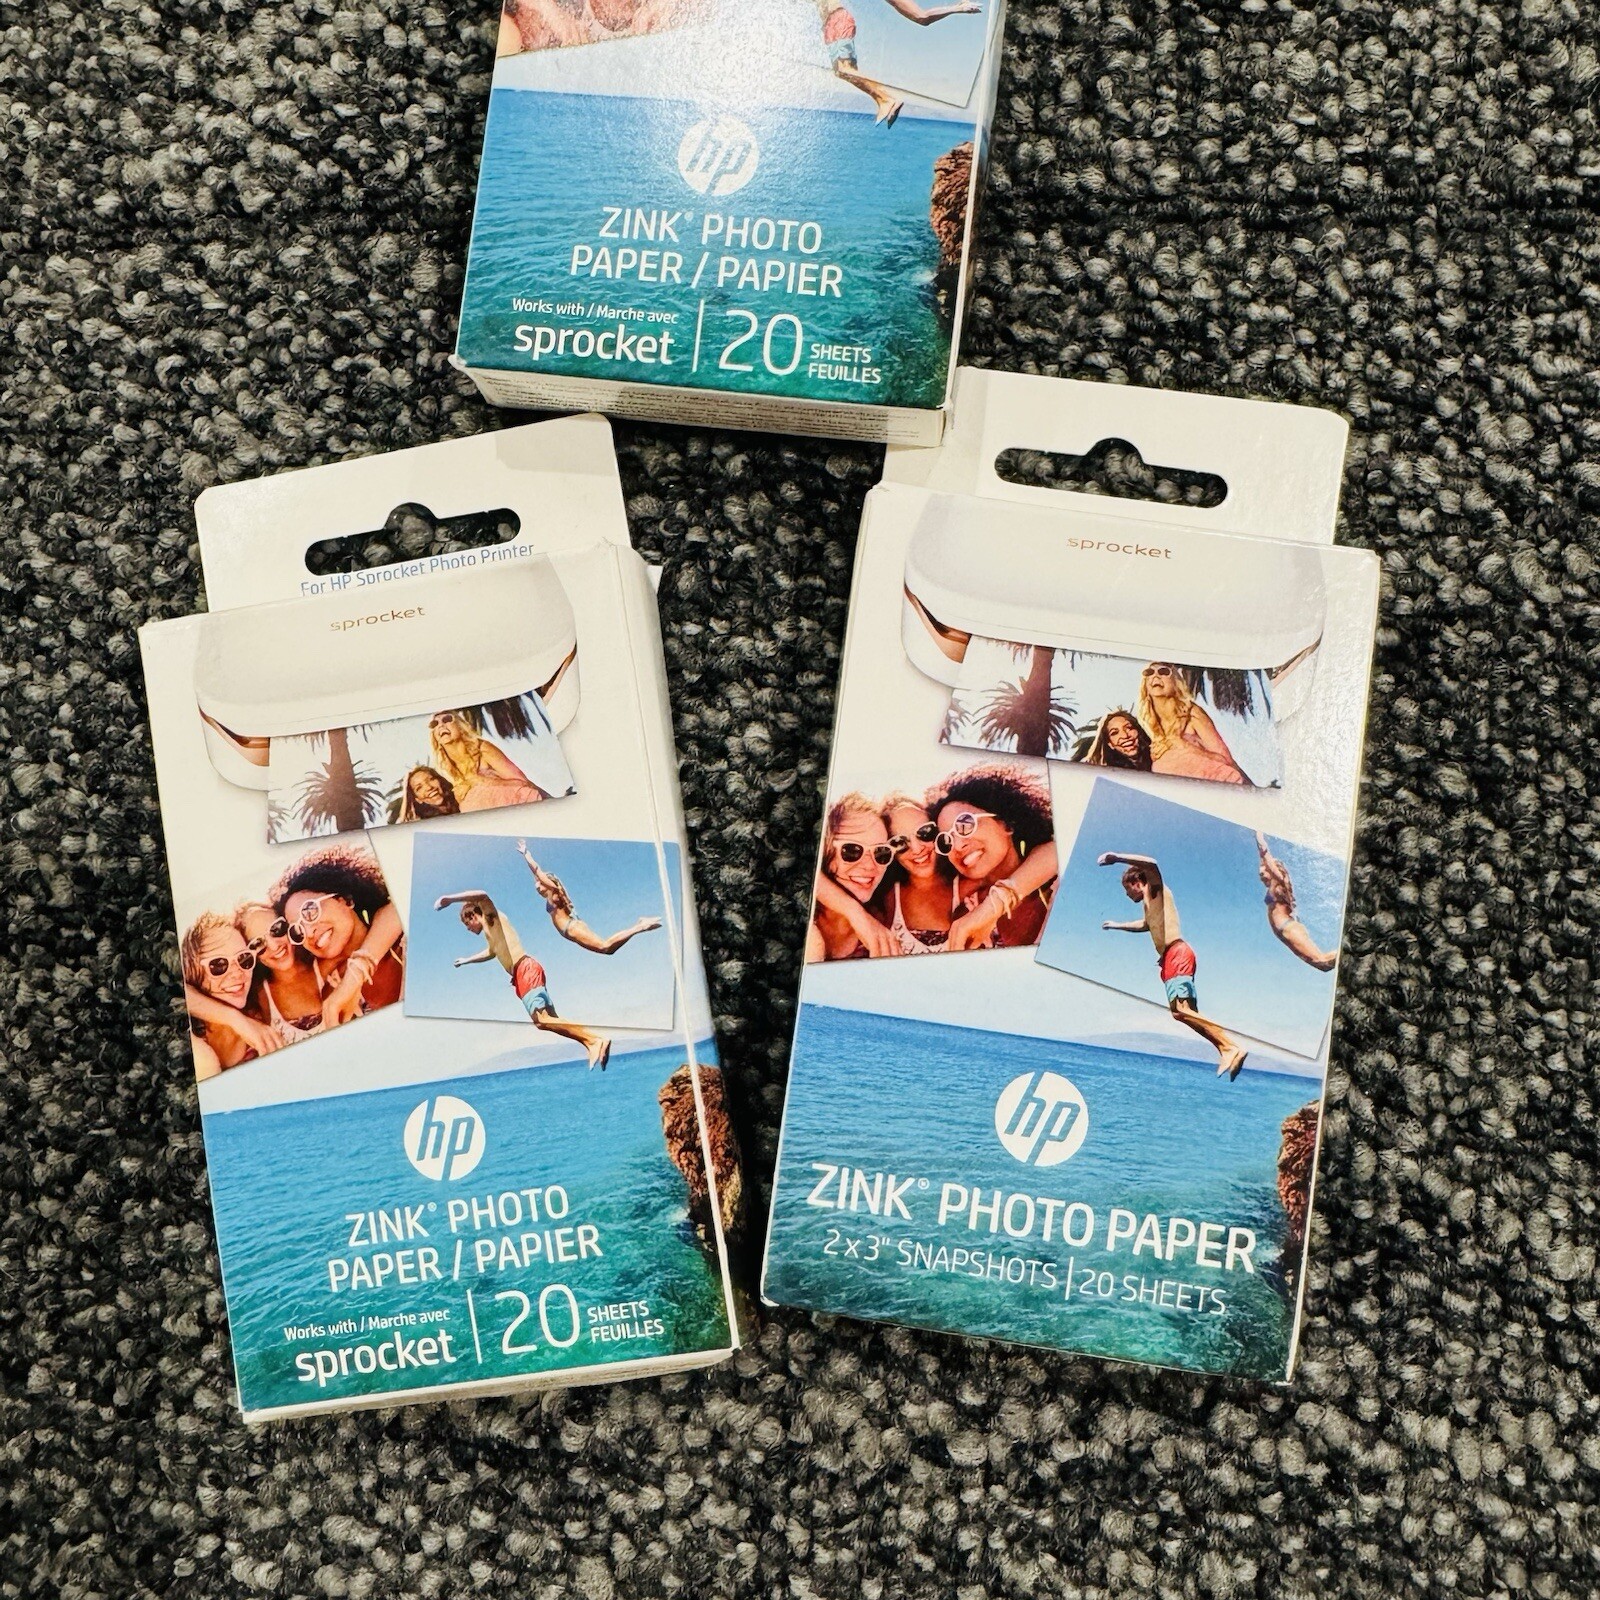 hp
ZINK® PHOTO
PAPER / PAPIER
Works with / Marche avec
sprocket
20
SHEETS
FEUILLES
For HP Sprocket Photo Printer
sprocket
hp
ZINK® PHOTO
PAPER / PAPIER
Works with / Marche avec
sprocket
20
SHEETS
FEUILLES
sprocket
hp
ZINK® PHOTO PAPER
2 x 3" SNAPSHOTS | 20 SHEETS